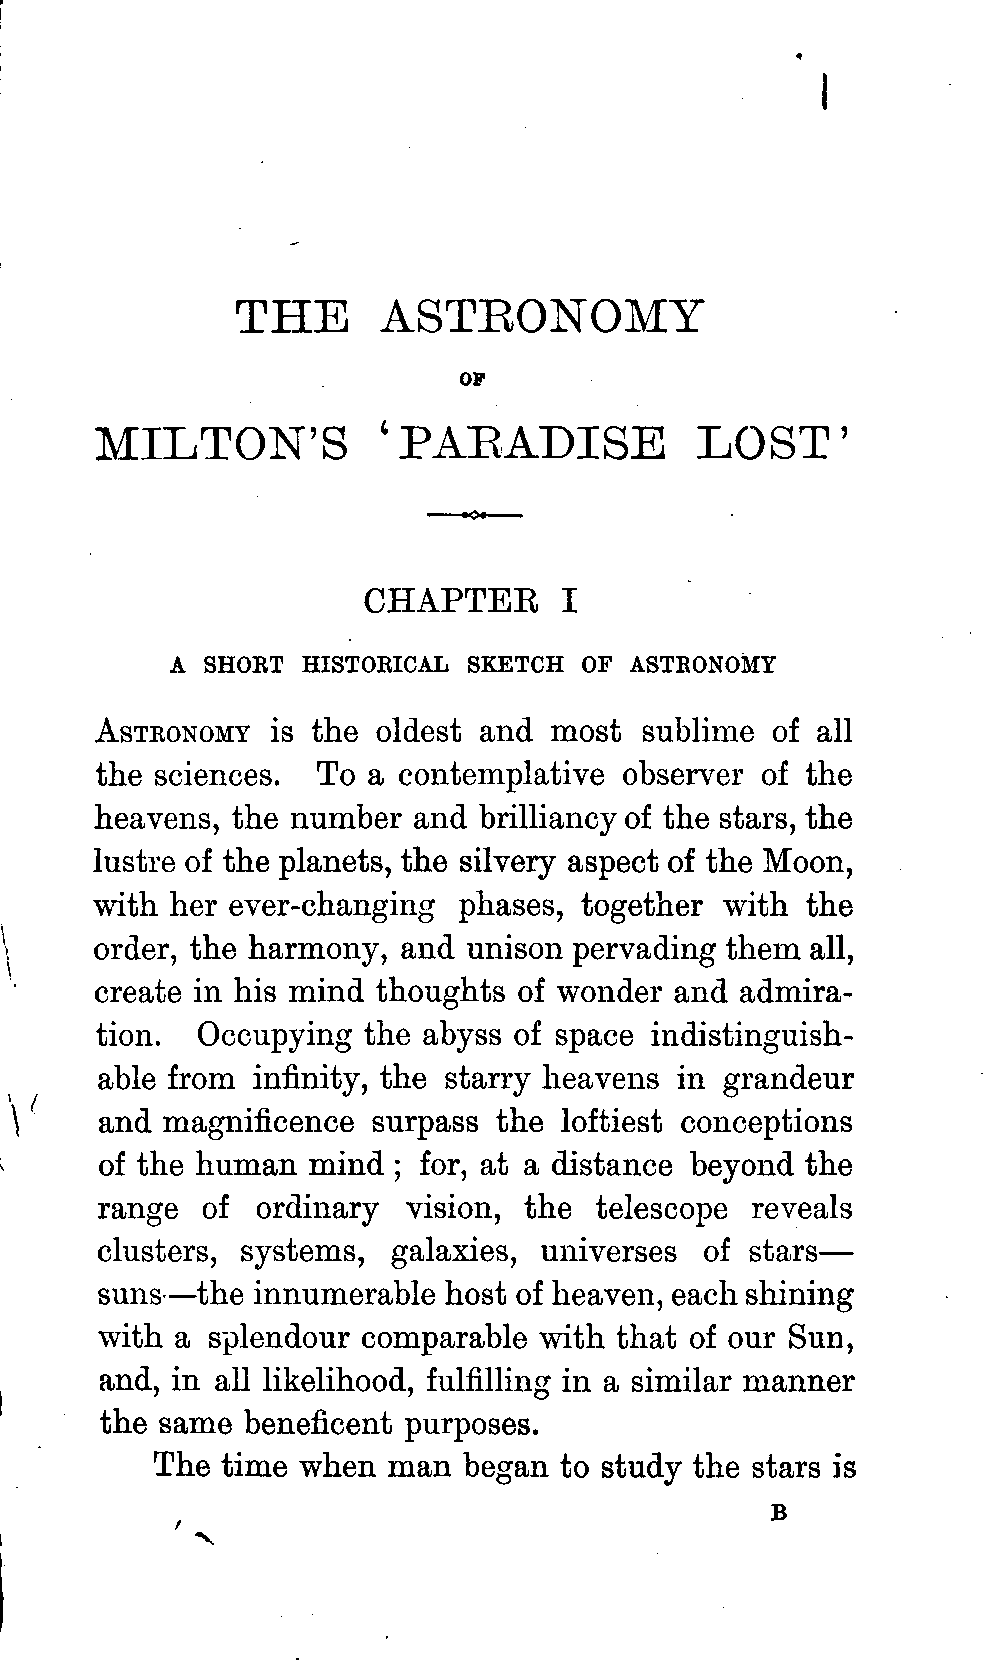 THE ASTRONOMY
OF
MILTON'S 'PARADISE LOST'
CHAPTER I
A SHORT HISTORICAL SKETCH OF ASTRONOMY
ASTRONOMY is the oldest and most sublime of all
the sciences. To a contemplative observer of the
heavens, the number and brilliancy of the stars, the
lustre of the planets, the silvery aspect of the Moon,
with her ever-changing phases, together with the
order, the harmony, and unison pervading them all,
create in his mind thoughts of wonder and admira-
tion. Occupying the abyss of space indistinguish-
able from infinity, the starry heavens in grandeur
and magnificence surpass the loftiest conceptions
of the human mind ; for, at a distance beyond the
range of ordinary vision, the telescope reveals
clusters, systems, galaxies, universes of stars—
suns—the innumerable host of heaven, each shining
with a splendour comparable with that of our Sun,
and, in all likelihood, fulfilling in a similar manner
the same beneficent purposes.
The time when man began to study the stars is
B